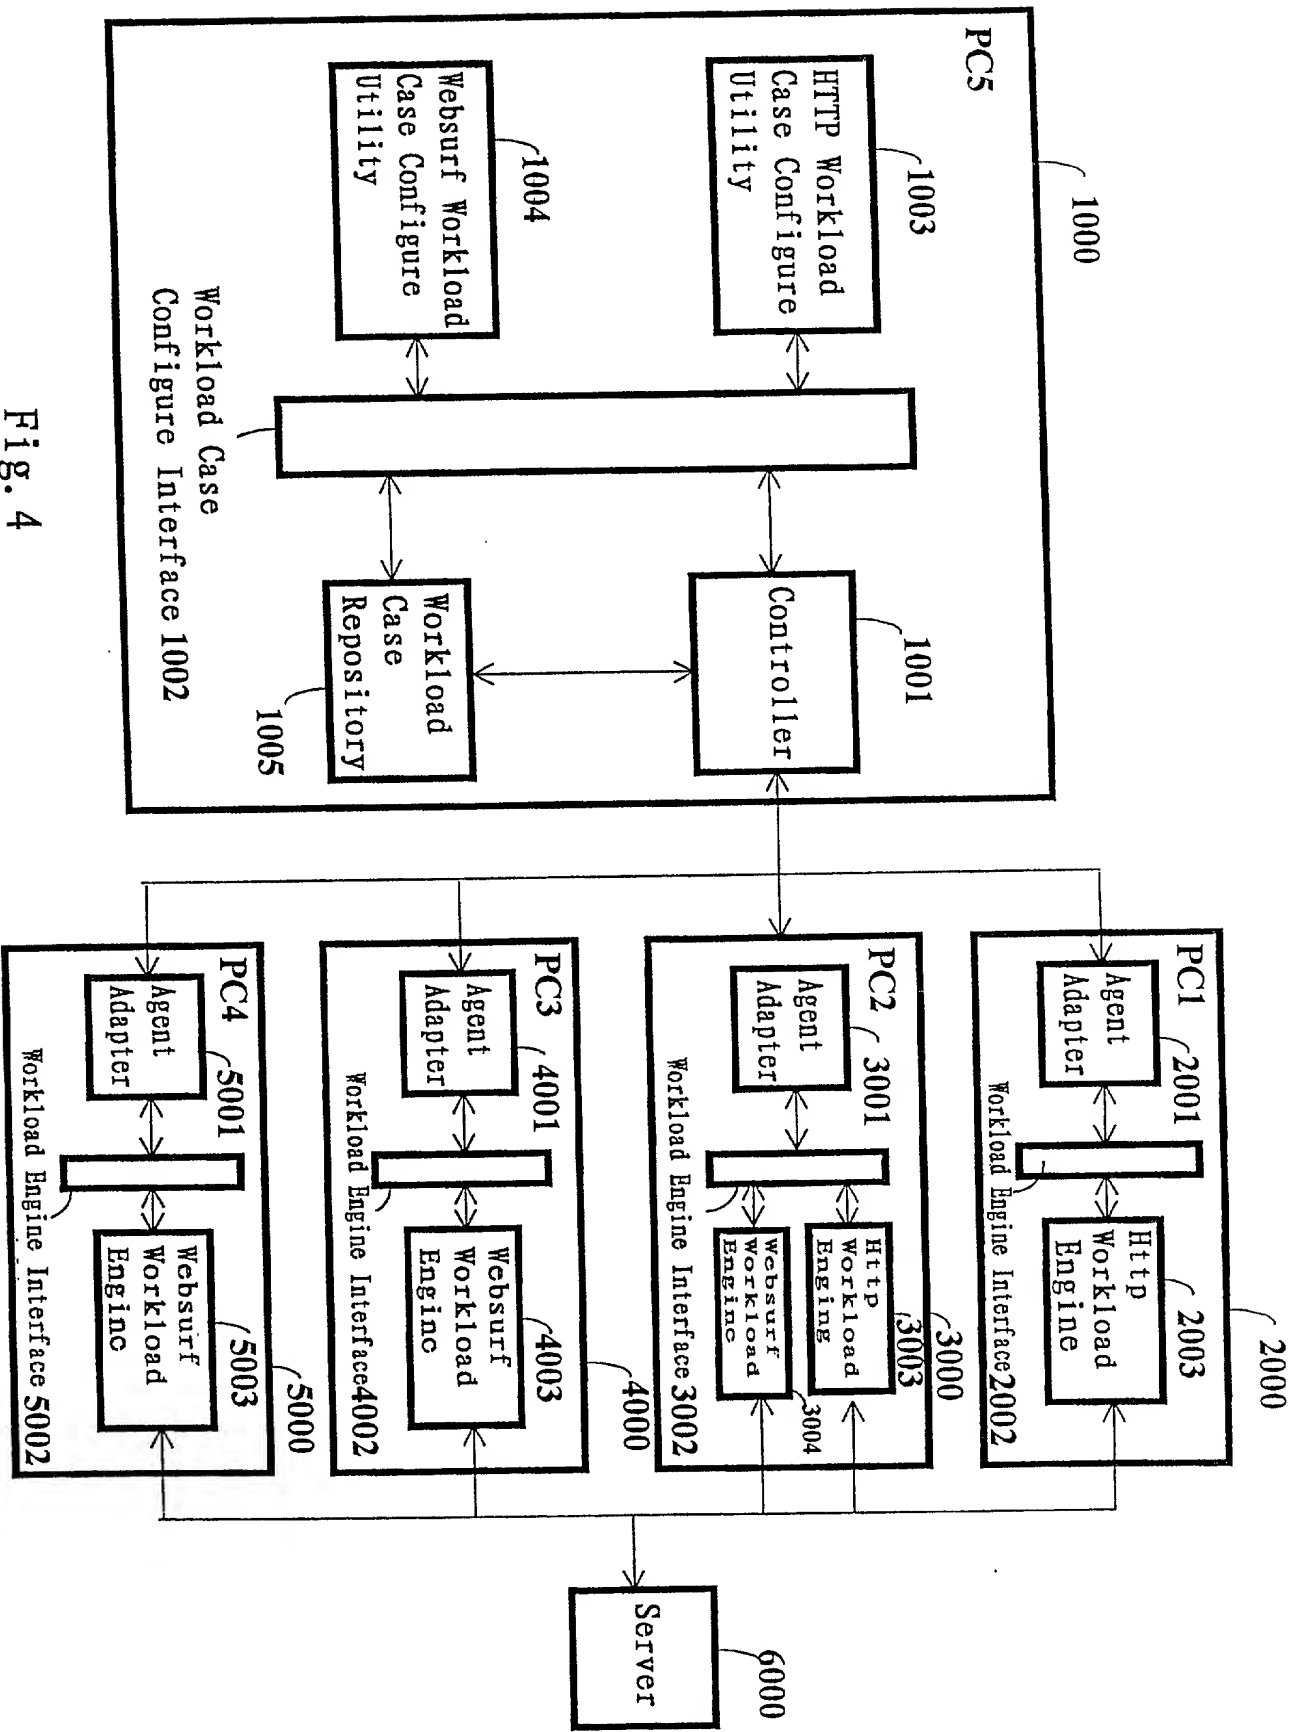 PC5
1000
HTTP Workload
Case Configure
Utility
1003
Websurf Workload
Case Configure
Utility
1004
Workload Case
Configure Interface 1002
Controller
1001
Workload
Case
Repository
1005
PC1
2000
Agent
Adapter
2001
Workload Engine Interface2002
Http
Workload
Engine
2003
PC2
3000
Agent
Adapter
3001
Workload Engine Interface 3002
Http
Workload
Enging
3003
Websurf
Workload
Enginc
3004
PC3
4000
Agent
Adapter
4001
Workload Engine Interface4002
Websurf
Workload
Enginc
4003
PC4
5000
Agent
Adapter
5001
Workload Engine Interface 5002
Websurf
Workload
Enginc
5003
Server
6000
Fig. 4